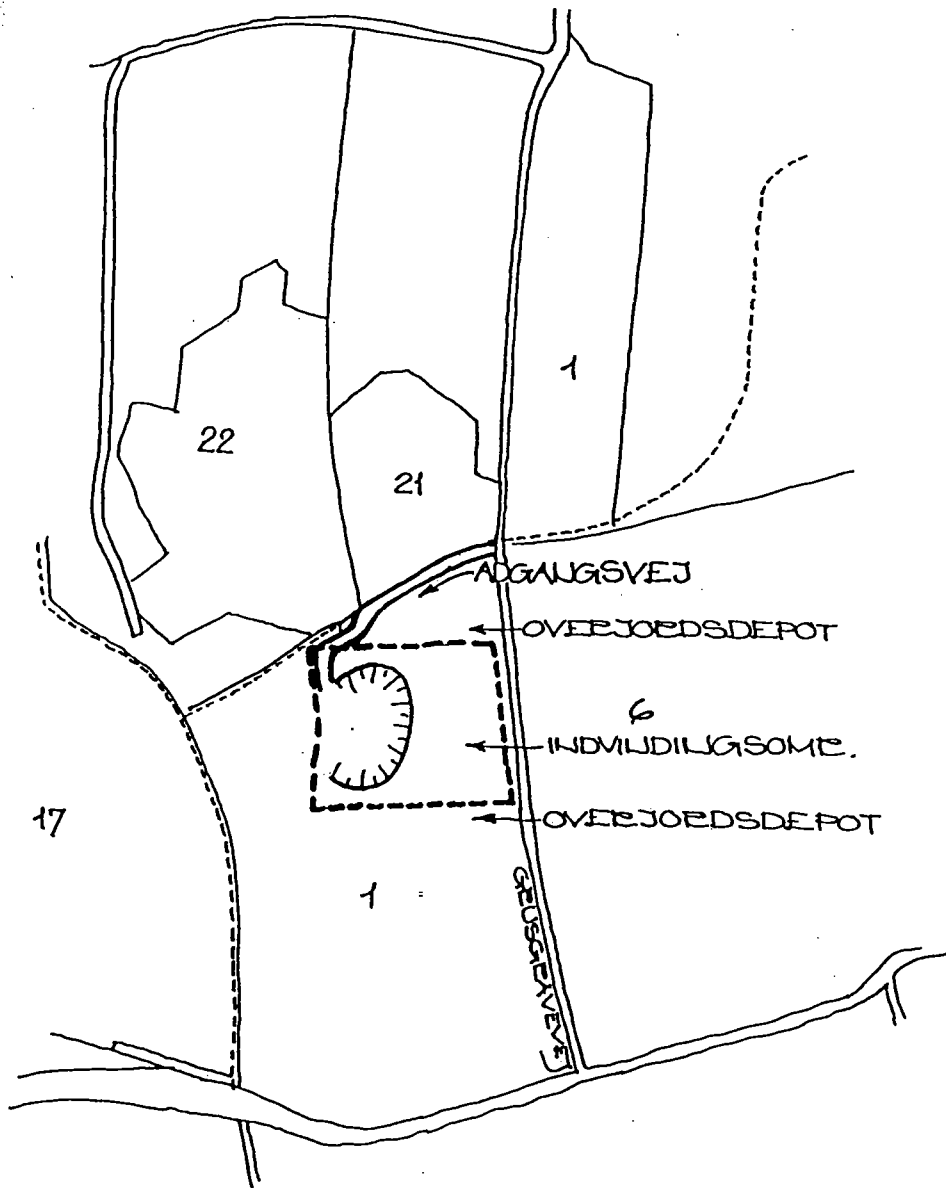 1
22
21
ADGANGSVEJ
OVERJORDSDEPOT
6
INDVINDINGSOMR.
17
OVERJORDSDEPOT
1
GRUSGRAVEVEJ